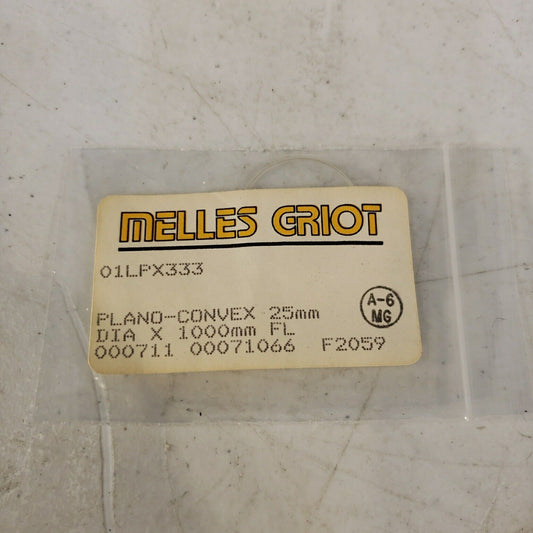 MELLES GRIOT
01LPX333
PLANO-CONVEX 25mm
DIA X 1000mm FL
000711 00071066 F2059
A-6
MG